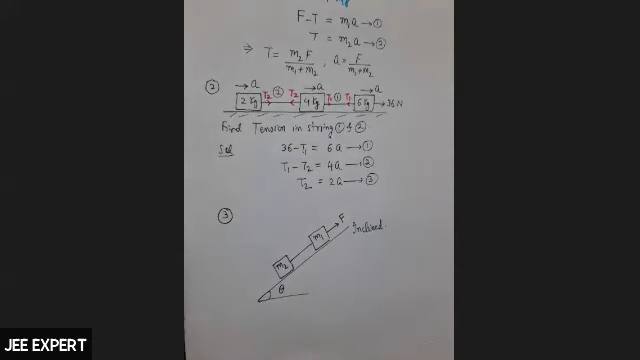 F-T = m₁a ⟶ ①
T = m₂a ⟶ ②
⇒ T = m₂F / m₁+m₂ , a = F / m₁+m₂
② → a → a → a
2 Kg T₂ ② T₂ 4 Kg T₁ ① T₁ 6 Kg → 36 N
Find Tension in string ① & ②
Sol 36-T₁ = 6a ⟶ ①
T₁-T₂ = 4a ⟶ ②
T₂ = 2a ⟶ ③
③ F
m₁ Inclined.
m₂
θ
JEE EXPERT